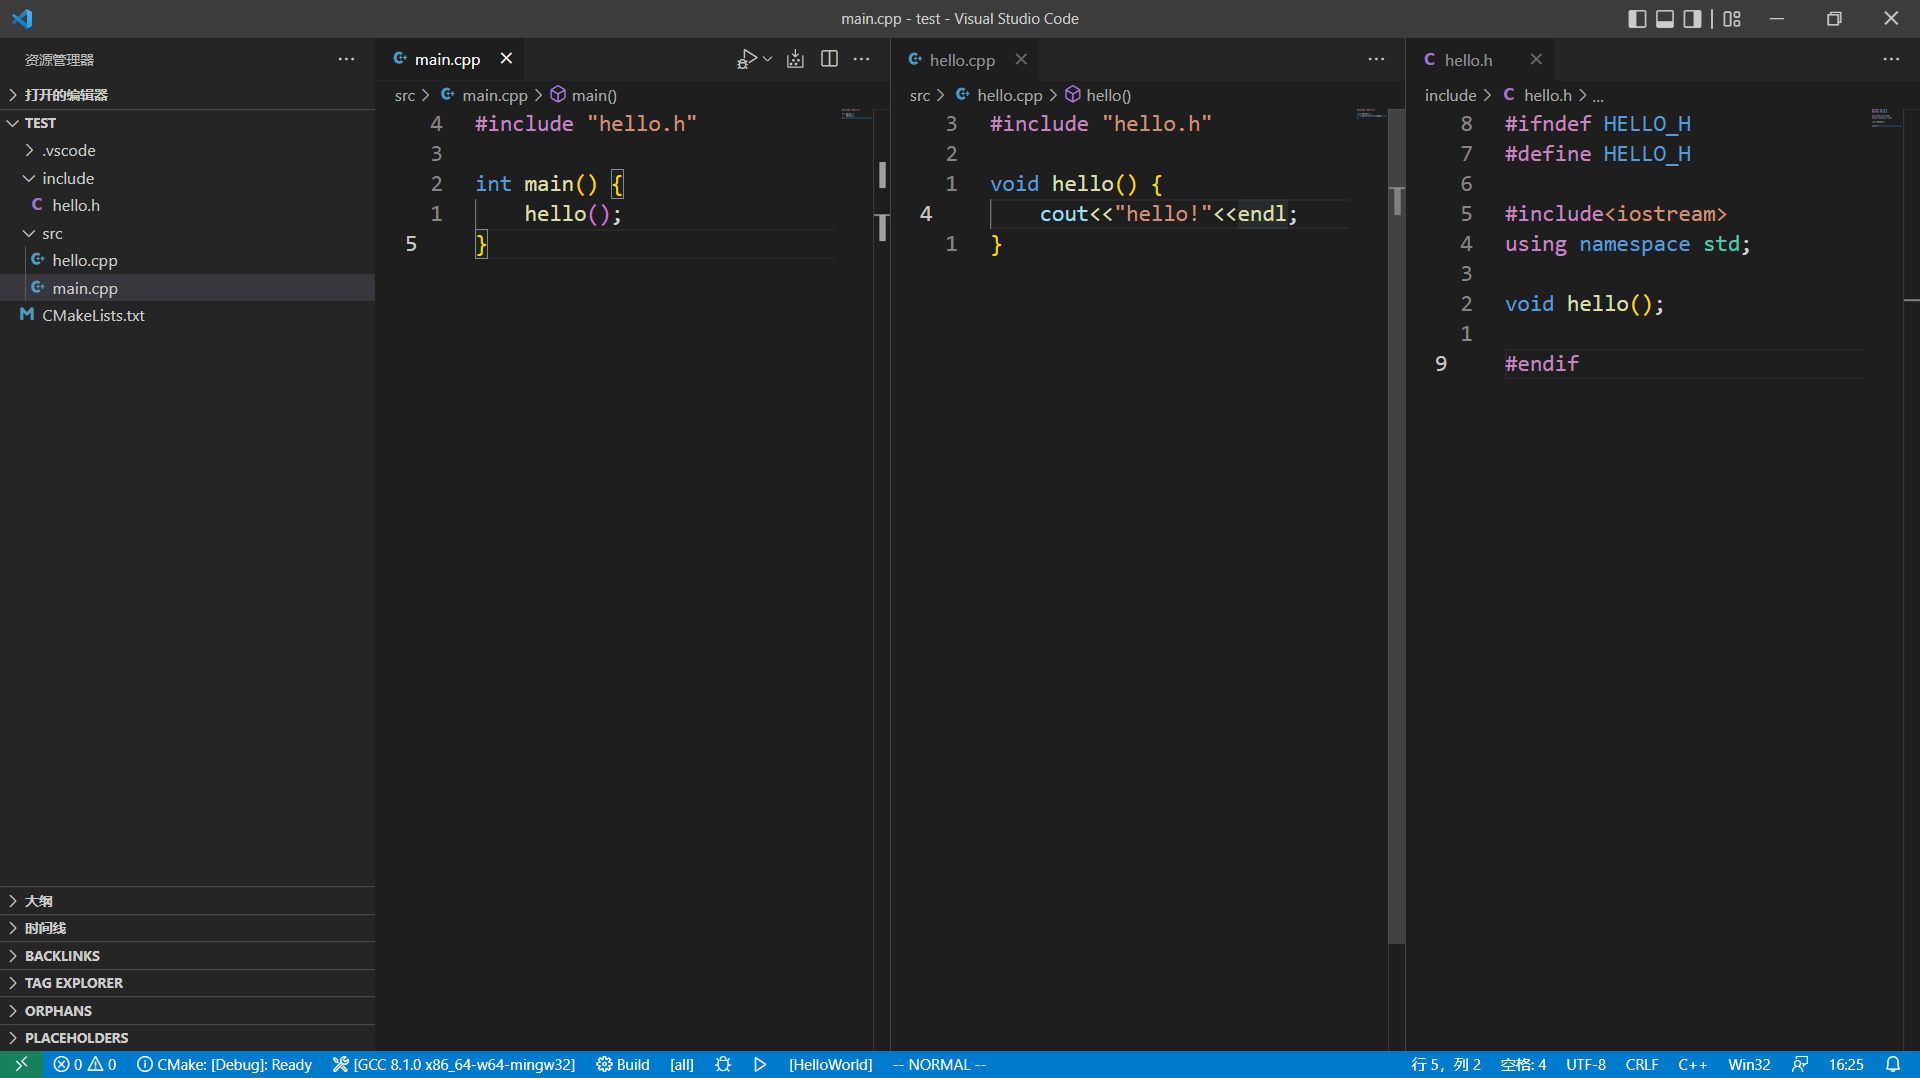 main.cpp - test - Visual Studio Code
资源管理器
打开的编辑器
TEST
.vscode
include
hello.h
src
hello.cpp
main.cpp
CMakeLists.txt
大纲
时间线
BACKLINKS
TAG EXPLORER
ORPHANS
PLACEHOLDERS
main.cpp
src > main.cpp > main()
4 #include "hello.h"
3
2 int main() {
1 hello();
5 }
hello.cpp
src > hello.cpp > hello()
3 #include "hello.h"
2
1 void hello() {
4 cout<<"hello!"<<endl;
1 }
hello.h
include > hello.h > ...
8 #ifndef HELLO_H
7 #define HELLO_H
6
5 #include<iostream>
4 using namespace std;
3
2 void hello();
1
9 #endif
0 0 CMake: [Debug]: Ready [GCC 8.1.0 x86_64-w64-mingw32] Build [all] [HelloWorld] -- NORMAL -- 行 5，列 2 空格: 4 UTF-8 CRLF C++ Win32 16:25